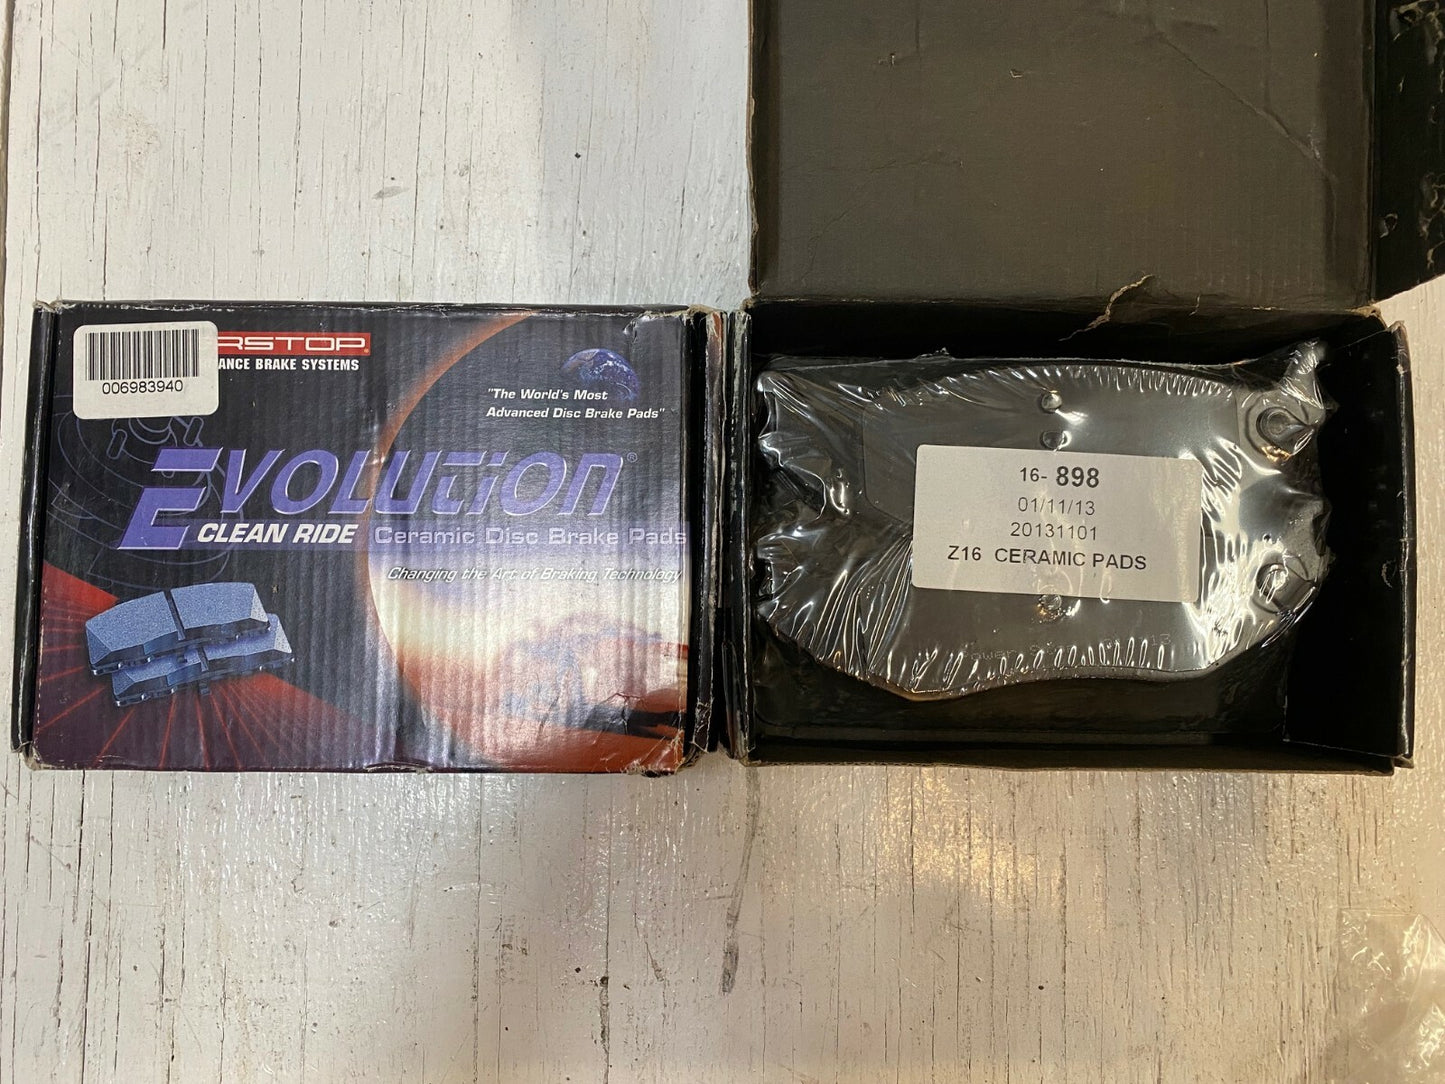 006983940
RSTOP®
ANCE BRAKE SYSTEMS
"The World's Most
Advanced Disc Brake Pads"
EVOLUTION®
CLEAN RIDE Ceramic Disc Brake Pads
Changing the Art of Braking Technology
16- 898
01/11/13
20131101
Z16 CERAMIC PADS